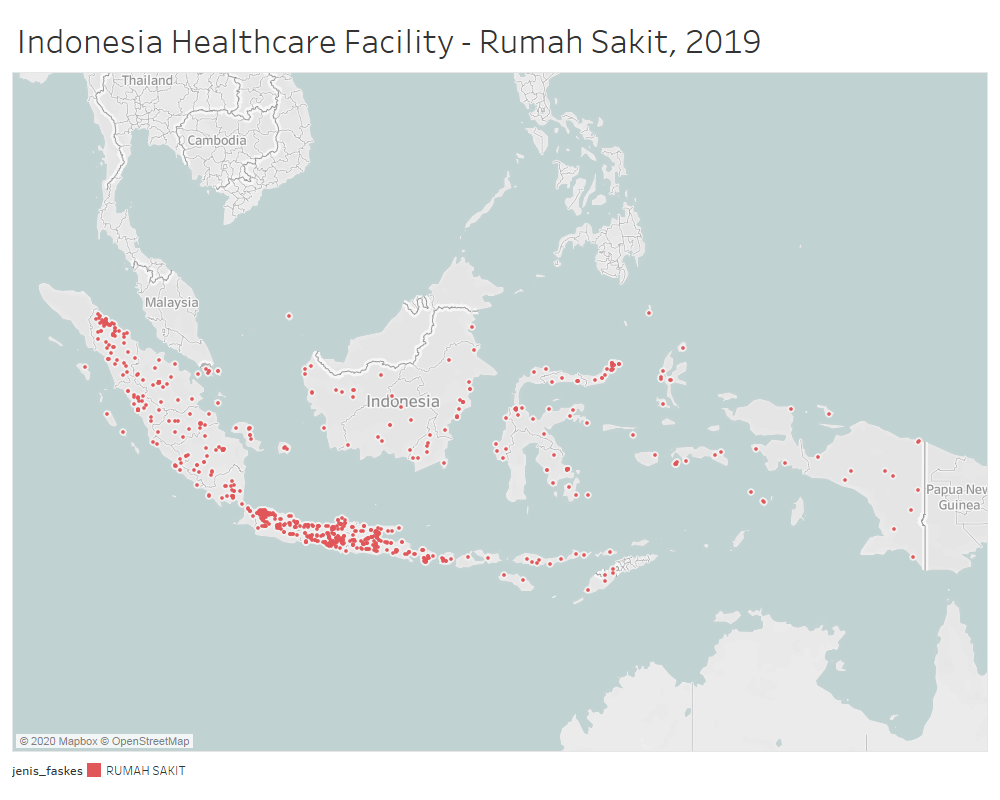 Indonesia Healthcare Facility - Rumah Sakit, 2019
Thailand
Cambodia
Malaysia
Indonesia
Papua New
Guinea
© 2020 Mapbox © OpenStreetMap
jenis_faskes RUMAH SAKIT